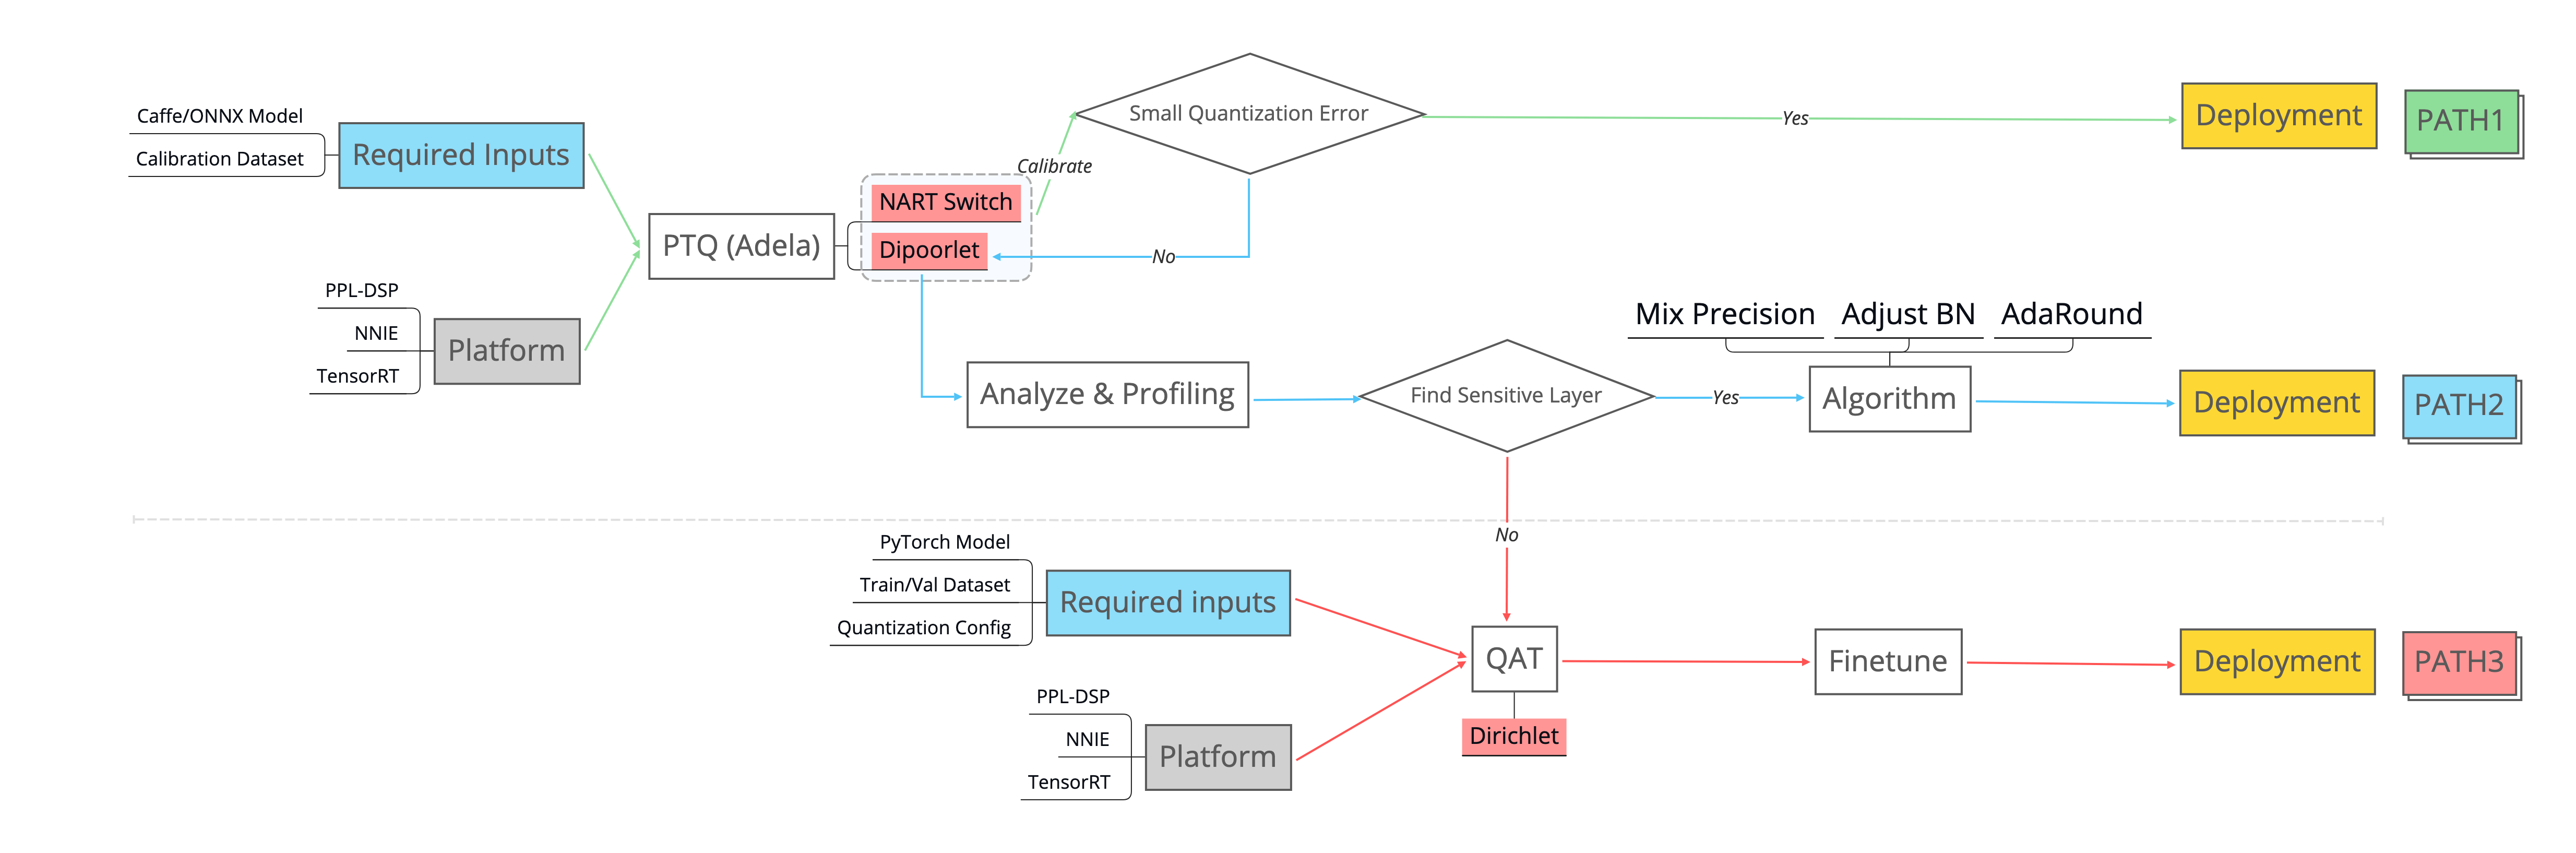 Caffe/ONNX Model
Calibration Dataset
Required Inputs
PPL-DSP
NNIE
TensorRT
Platform
PTQ (Adela)
NART Switch
Dipoorlet
Calibrate
Small Quantization Error
Yes
Deployment
PATH1
No
Analyze & Profiling
Find Sensitive Layer
Yes
Mix Precision
Adjust BN
AdaRound
Algorithm
Deployment
PATH2
No
PyTorch Model
Train/Val Dataset
Quantization Config
Required inputs
PPL-DSP
NNIE
TensorRT
Platform
QAT
Dirichlet
Finetune
Deployment
PATH3